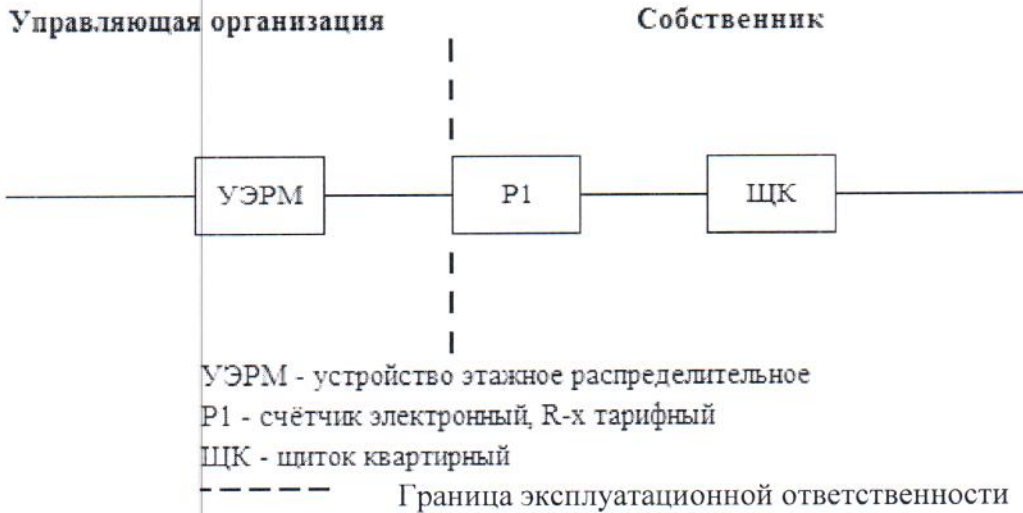 Управляющая организация
Собственник
УЭРМ
Р1
ЩК
УЭРМ - устройство этажное распределительное
Р1 - счётчик электронный, R-х тарифный
ЩК - щиток квартирный
Граница эксплуатационной ответственности